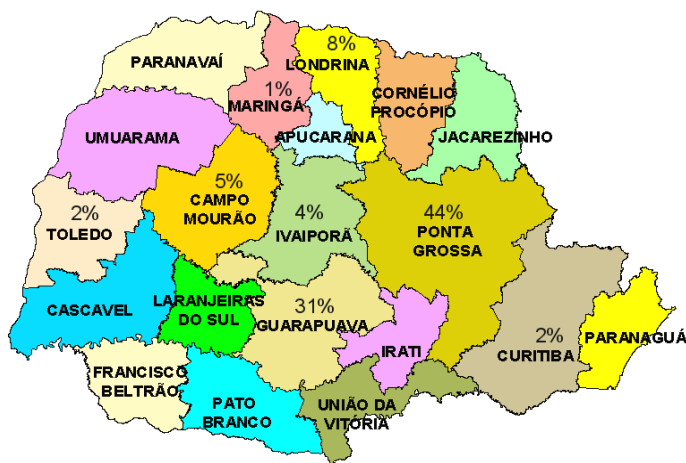 PARANAVAÍ
8%
LONDRINA
1%
MARINGÁ
CORNÉLIO
PROCÓPIO
UMUARAMA
APUCARANA
JACAREZINHO
5%
CAMPO
MOURÃO
2%
TOLEDO
4%
IVAIPORÃ
44%
PONTA
GROSSA
CASCAVEL
LARANJEIRAS
DO SUL
31%
GUARAPUAVA
IRATI
2%
CURITIBA
PARANAGUÁ
FRANCISCO
BELTRÃO
PATO
BRANCO
UNIÃO DA
VITÓRIA